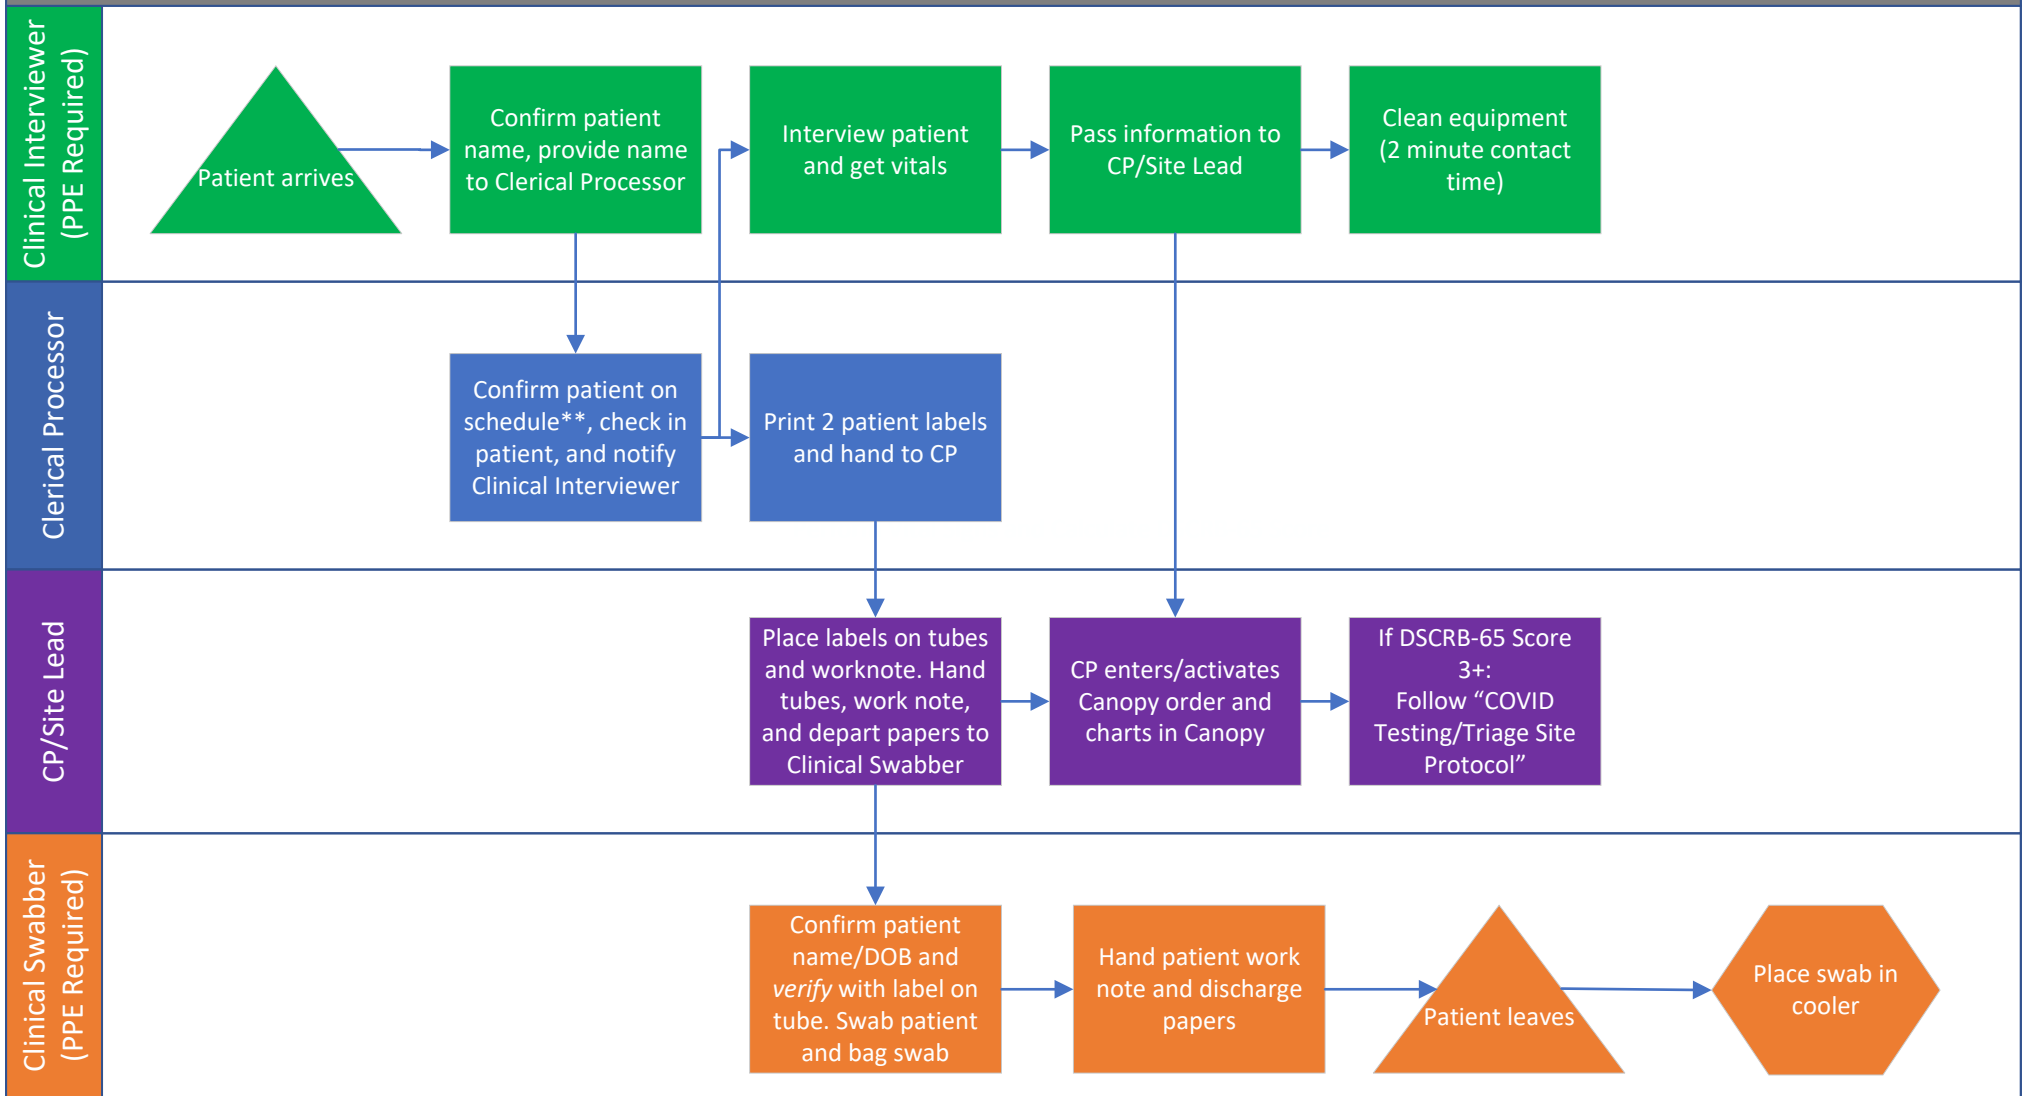 Clinical Interviewer
(PPE Required)
Patient arrives
Confirm patient
name, provide name
to Clerical Processor
Interview patient
and get vitals
Pass information to
CP/Site Lead
Clean equipment
(2 minute contact
time)
Clerical Processor
Confirm patient on
schedule**, check in
patient, and notify
Clinical Interviewer
Print 2 patient labels
and hand to CP
CP/Site Lead
Place labels on tubes
and worknote. Hand
tubes, work note,
and depart papers to
Clinical Swabber
CP enters/activates
Canopy order and
charts in Canopy
If DSCRB-65 Score
3+:
Follow “COVID
Testing/Triage Site
Protocol”
Clinical Swabber
(PPE Required)
Confirm patient
name/DOB and
verify with label on
tube. Swab patient
and bag swab
Hand patient work
note and discharge
papers
Patient leaves
Place swab in
cooler